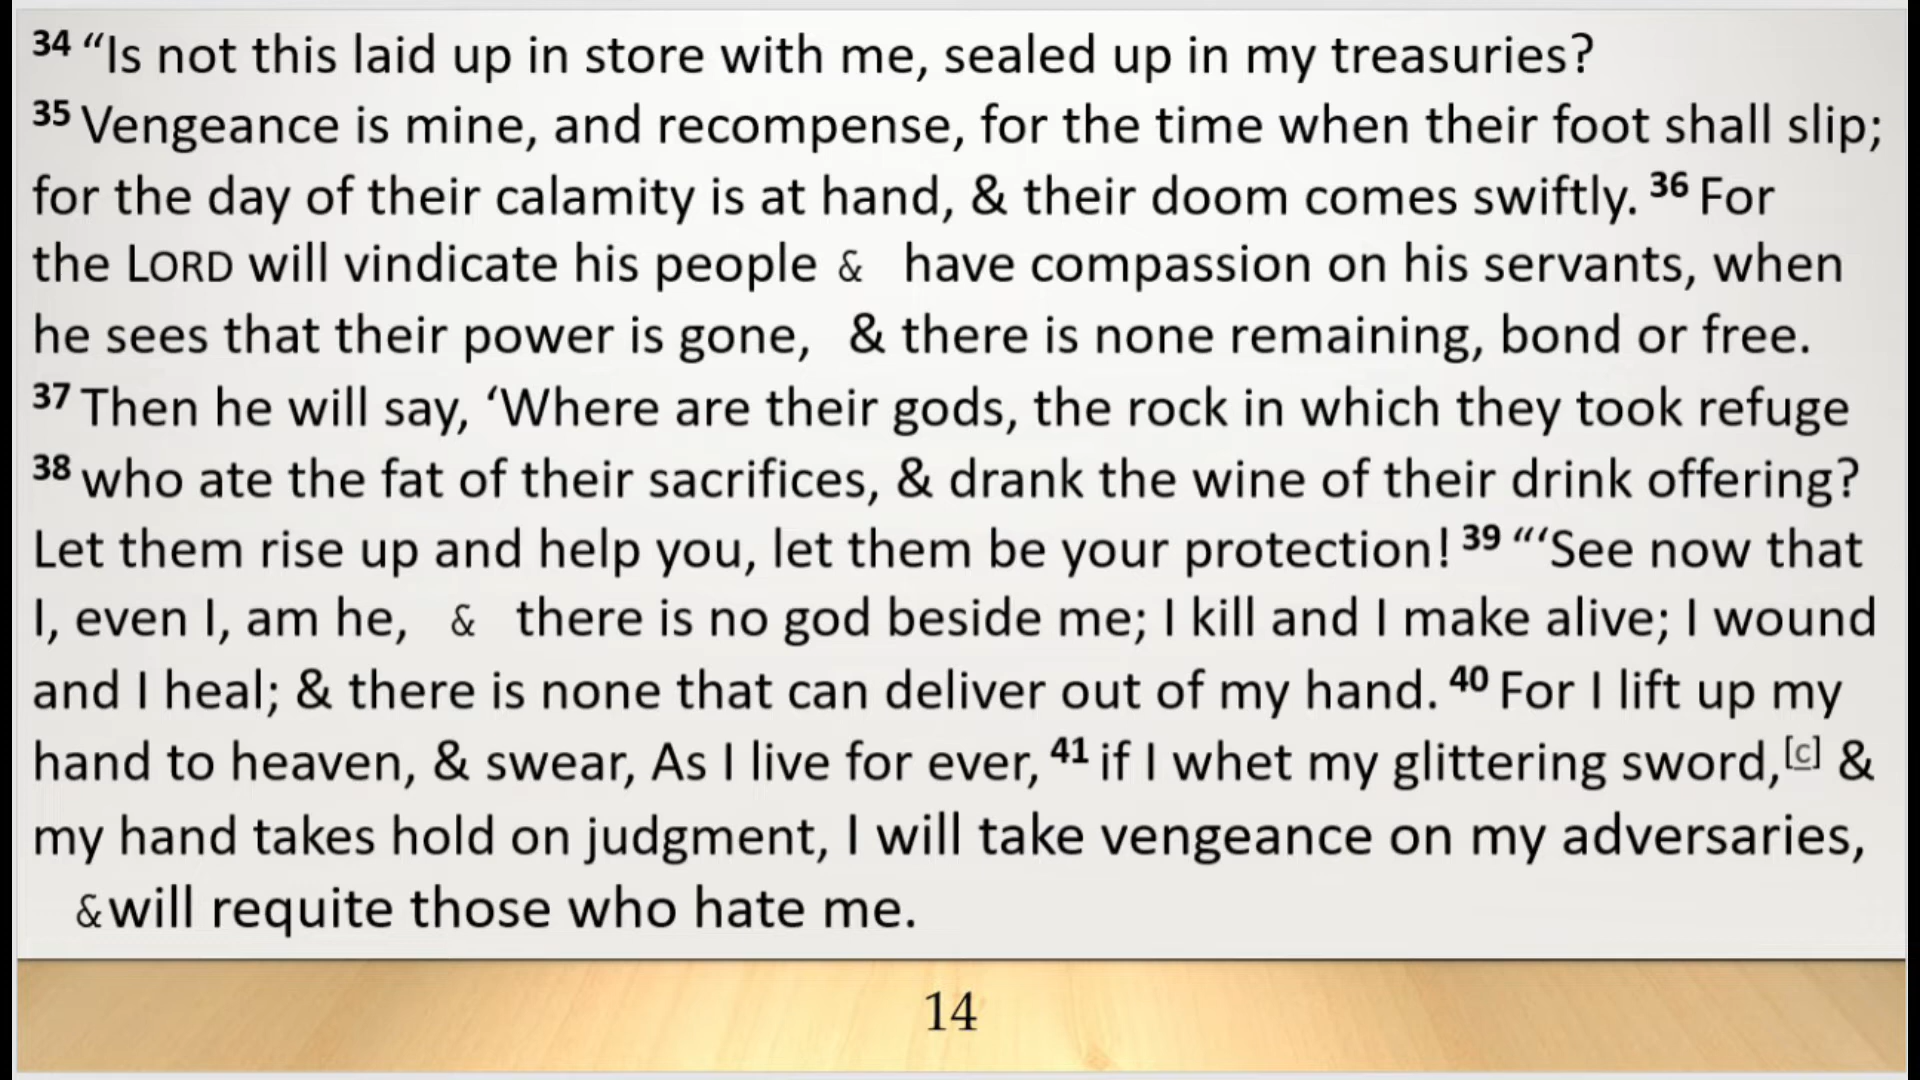 34 “Is not this laid up in store with me, sealed up in my treasuries?
35 Vengeance is mine, and recompense, for the time when their foot shall slip;
for the day of their calamity is at hand, & their doom comes swiftly. 36 For
the LORD will vindicate his people & have compassion on his servants, when
he sees that their power is gone, & there is none remaining, bond or free.
37 Then he will say, ‘Where are their gods, the rock in which they took refuge
38 who ate the fat of their sacrifices, & drank the wine of their drink offering?
Let them rise up and help you, let them be your protection! 39 “‘See now that
I, even I, am he, & there is no god beside me; I kill and I make alive; I wound
and I heal; & there is none that can deliver out of my hand. 40 For I lift up my
hand to heaven, & swear, As I live for ever, 41 if I whet my glittering sword,[c] &
my hand takes hold on judgment, I will take vengeance on my adversaries,
& will requite those who hate me.
14